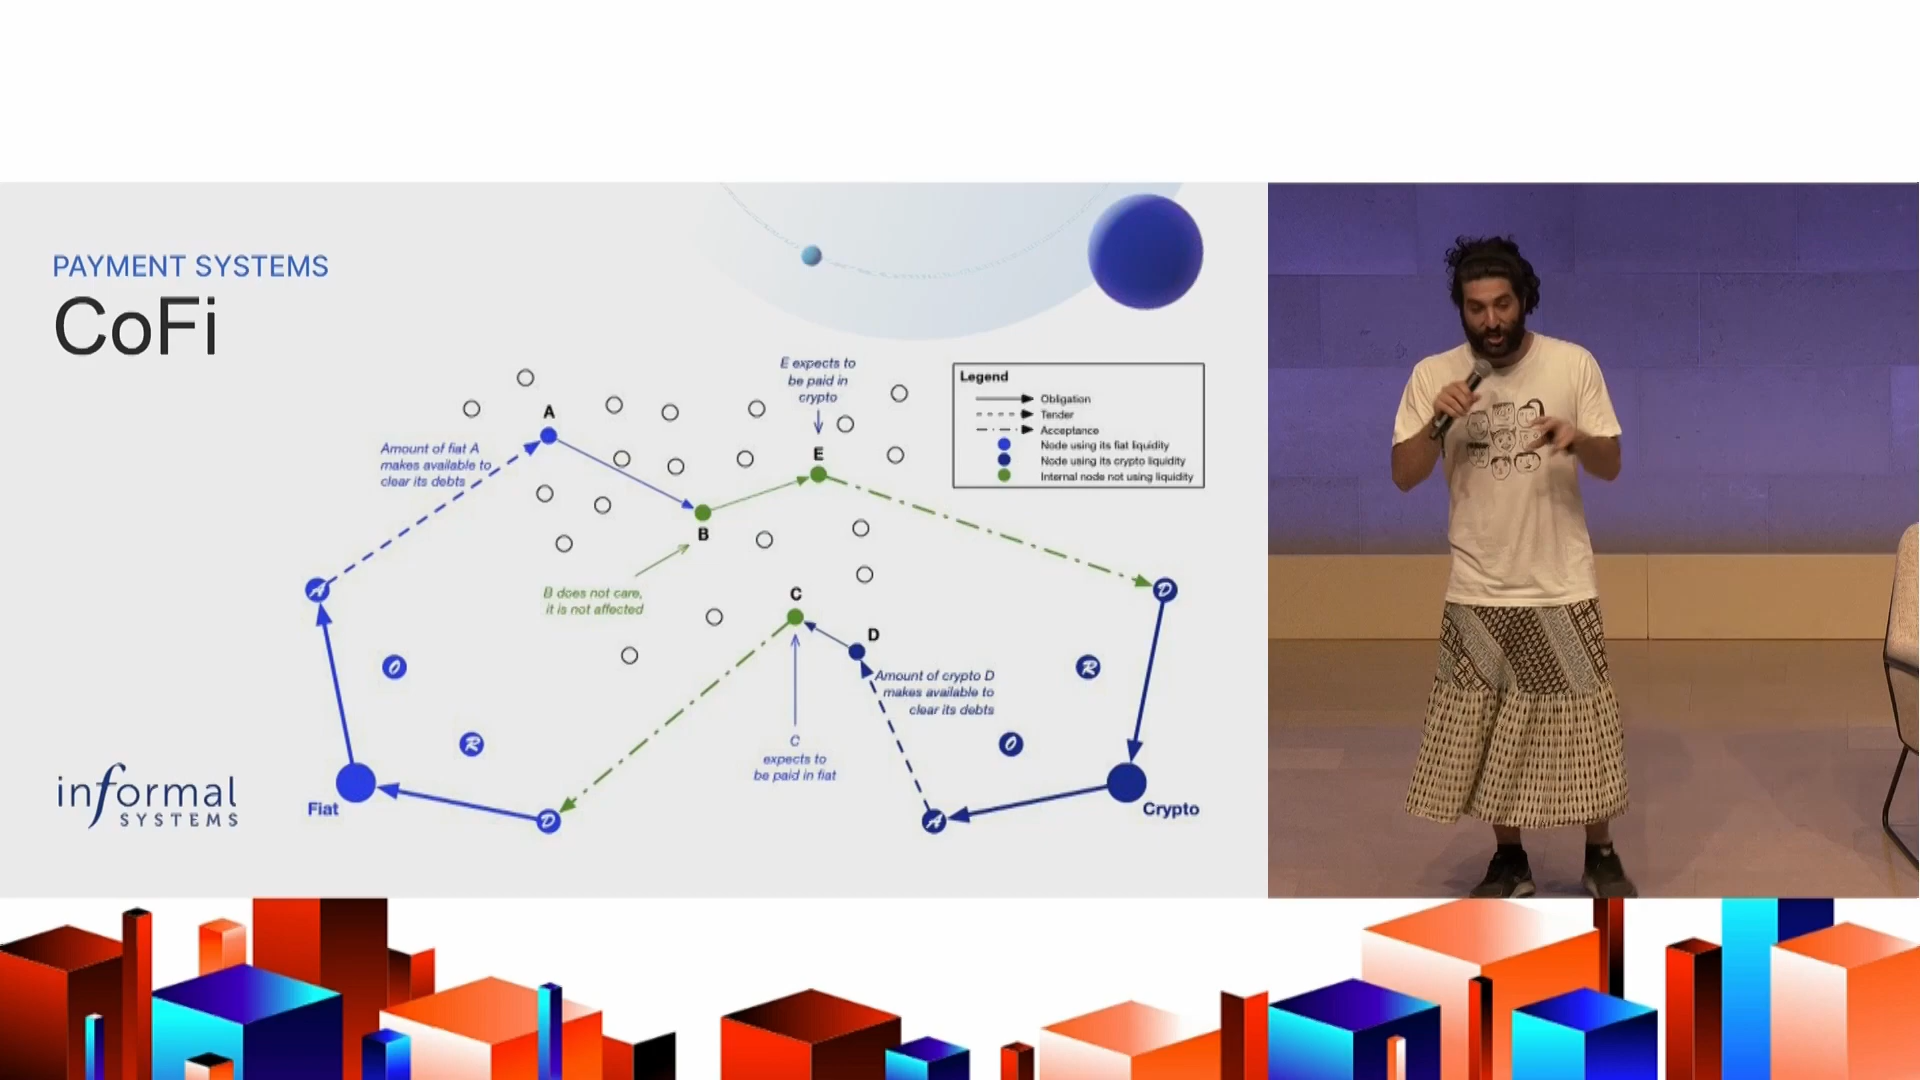 PAYMENT SYSTEMS
CoFi
E expects to
be paid in
crypto
Legend
Obligation
Tender
Acceptance
Node using its fiat liquidity
Node using its crypto liquidity
Internal node not using liquidity
A
Amount of fiat A
makes available to
clear its debts
E
B
B does not care,
it is not affected
A
D
C
D
O
R
Amount of crypto D
makes available to
clear its debts
R
O
C
expects to
be paid in fiat
informal
SYSTEMS
Fiat
D
A
Crypto